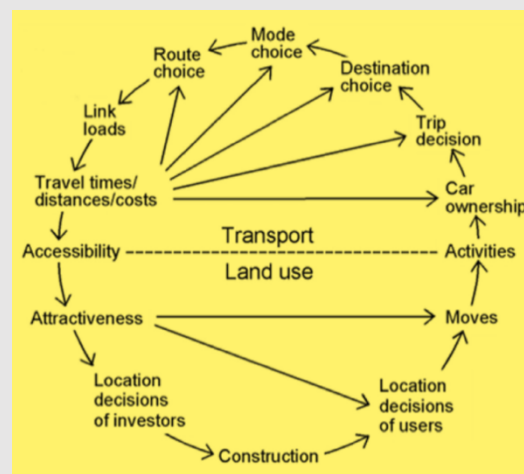 Mode
choice
Route
choice
Destination
choice
Link
loads
Trip
decision
Travel times/
distances/costs
Car
ownership
Transport
Accessibility
Activities
Land use
Attractiveness
Moves
Location
decisions
of investors
Location
decisions
of users
Construction